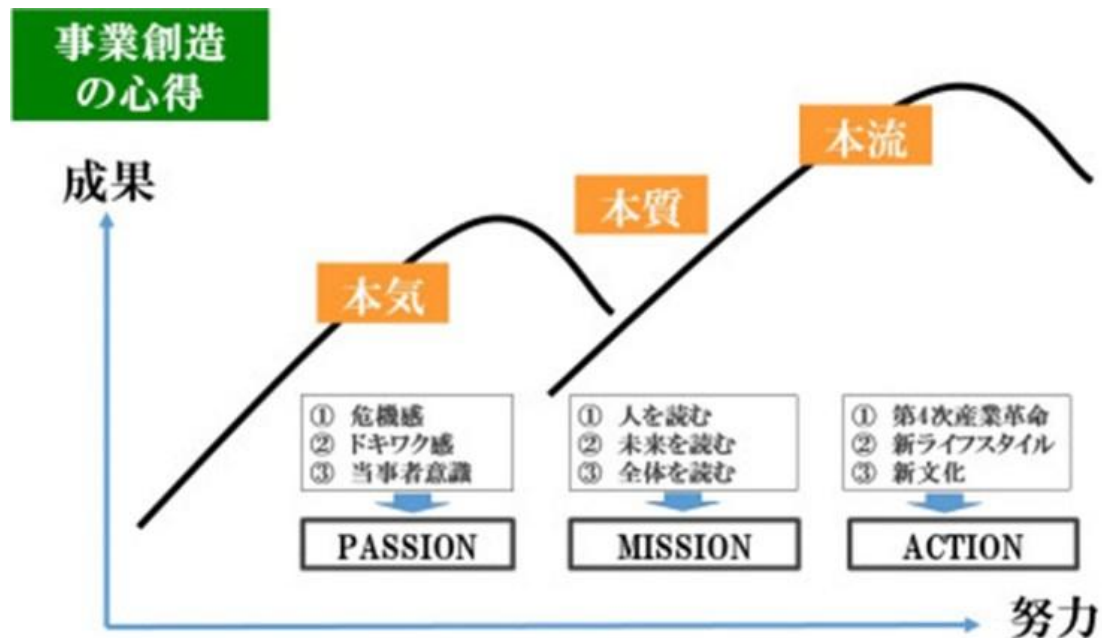 事業創造
の心得
成果
本流
本質
本気
① 危機感
② ドキワク感
③ 当事者意識
PASSION
① 人を読む
② 未来を読む
③ 全体を読む
MISSION
① 第4次産業革命
② 新ライフスタイル
③ 新文化
ACTION
努力